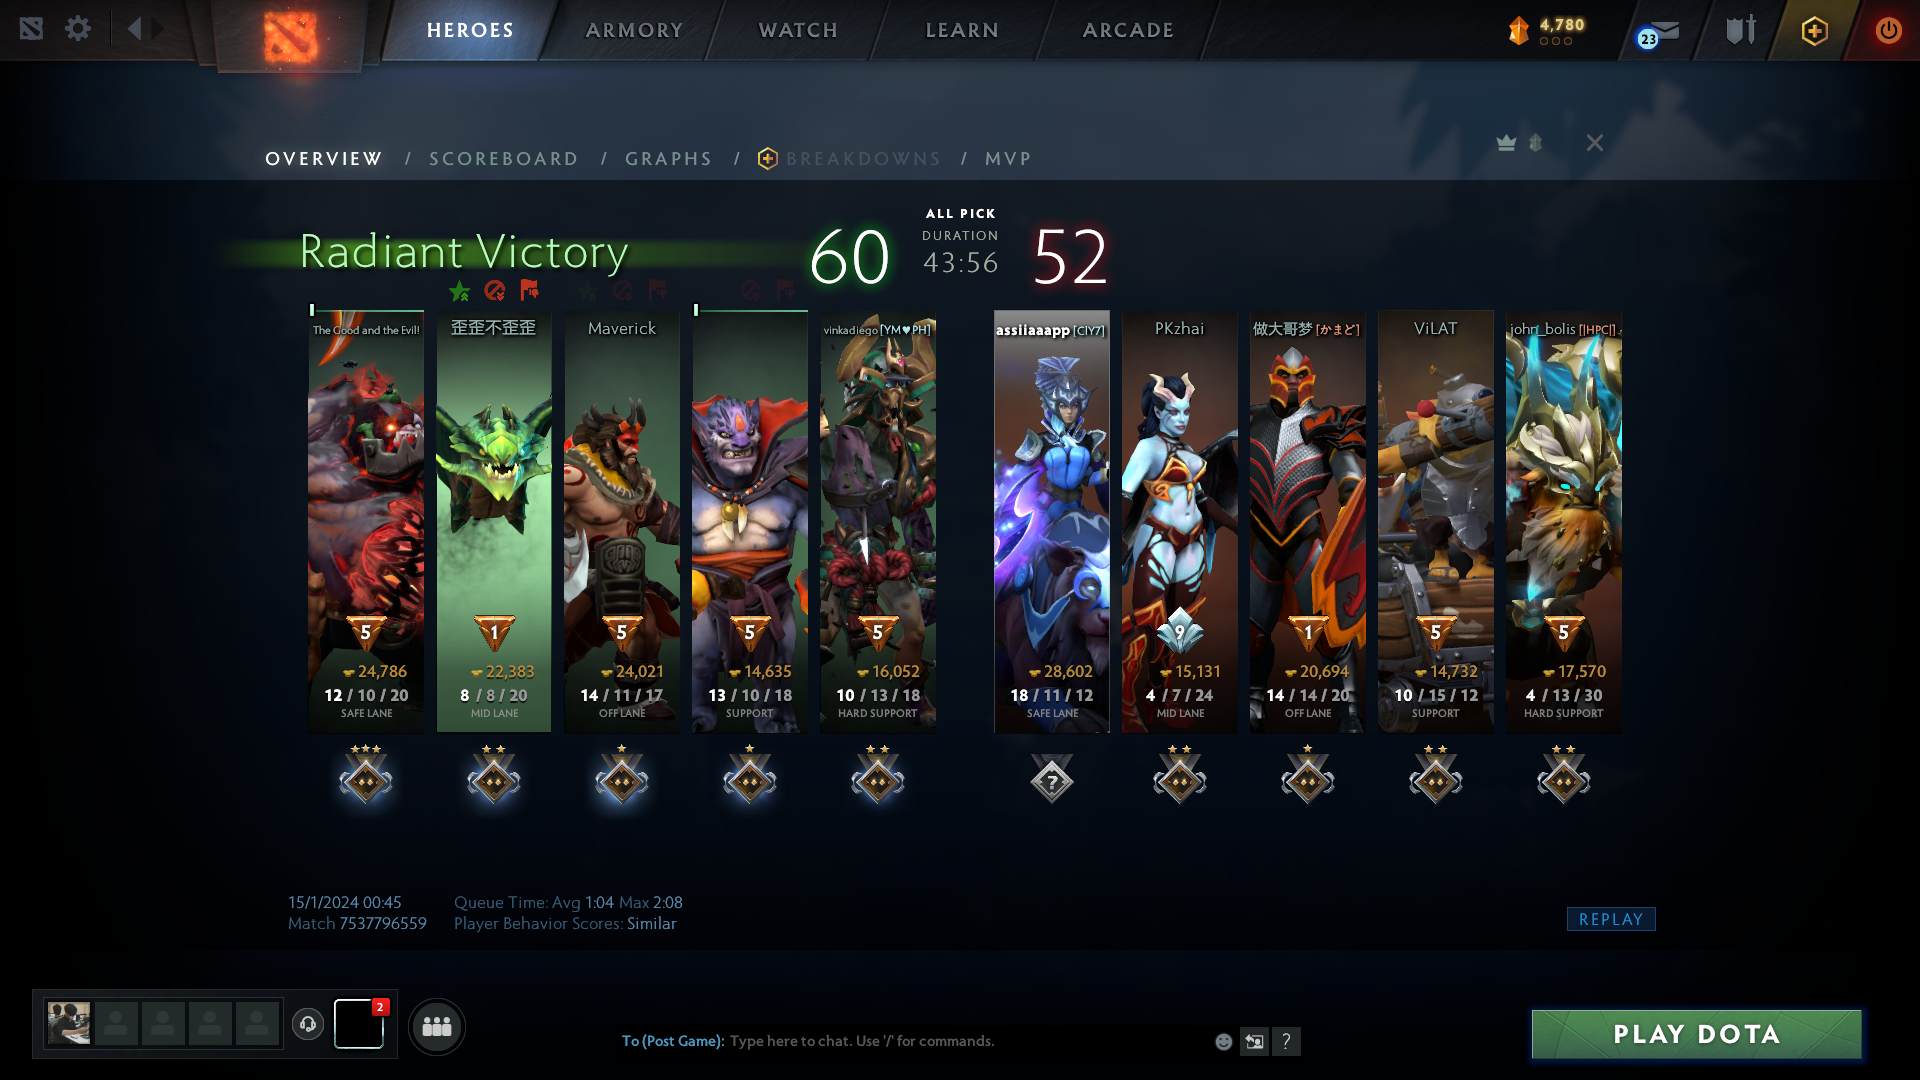 HEROES
ARMORY
WATCH
LEARN
ARCADE
4,780
23
OVERVIEW / SCOREBOARD / GRAPHS / BREAKDOWNS / MVP
Radiant Victory
60
ALL PICK
DURATION
43:56
52
The Good and the Evil!
歪歪不歪歪
Maverick
vinkadiego [YM♥PH]
assiiaaapp [ClY7]
PKzhai
做大哥梦 [かまど]
ViLAT
john_bolis [|HPC|]
5
1
5
5
5
9
1
5
5
24,786
22,383
24,021
14,635
16,052
28,602
15,131
20,694
14,732
17,570
12 / 10 / 20
8 / 8 / 20
14 / 11 / 17
13 / 10 / 18
10 / 13 / 18
18 / 11 / 12
4 / 7 / 24
14 / 14 / 20
10 / 15 / 12
4 / 13 / 30
SAFE LANE
MID LANE
OFF LANE
SUPPORT
HARD SUPPORT
SAFE LANE
MID LANE
OFF LANE
SUPPORT
HARD SUPPORT
?
15/1/2024 00:45
Queue Time: Avg 1:04 Max 2:08
Match 7537796559
Player Behavior Scores: Similar
REPLAY
2
To (Post Game): Type here to chat. Use '/' for commands.
?
PLAY DOTA